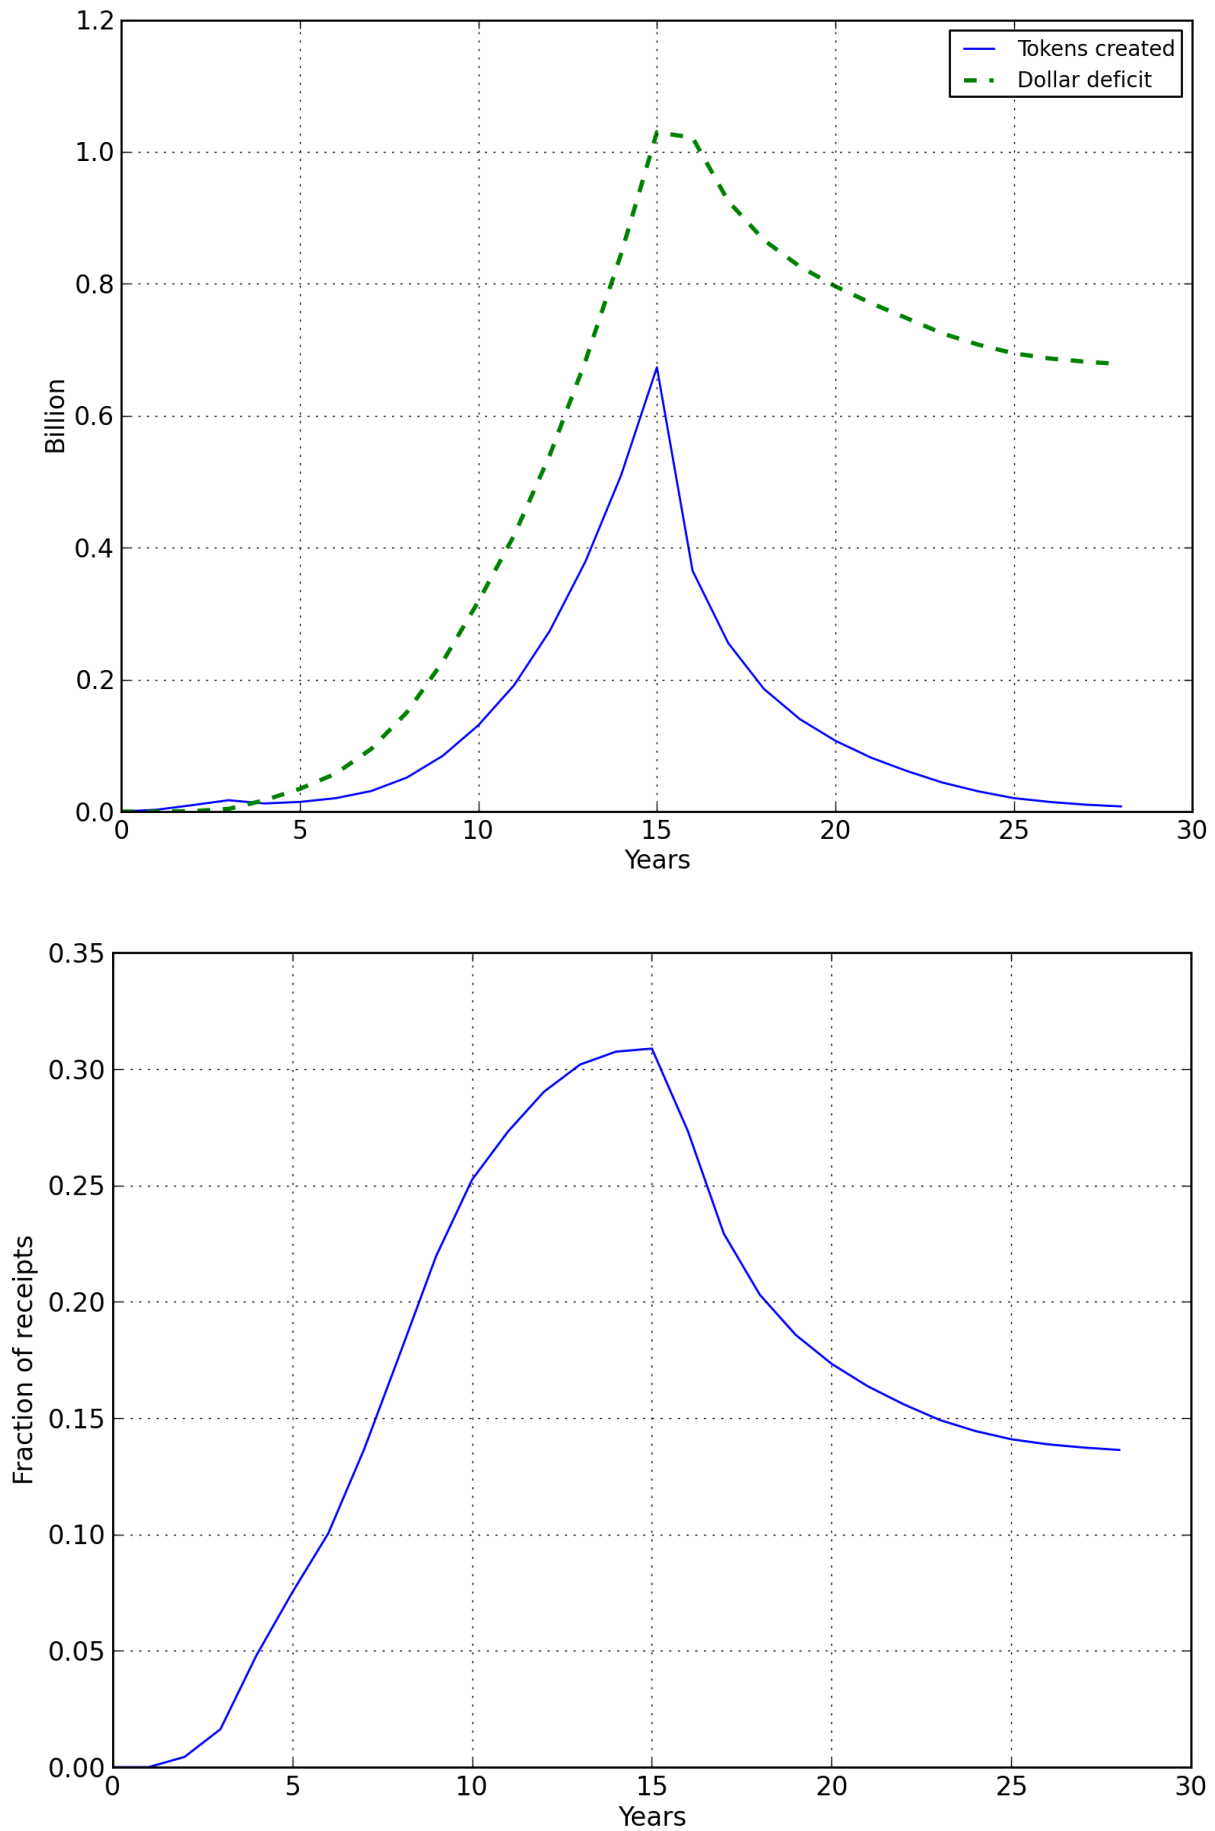 1.2
1.0
0.8
0.6
0.4
0.2
0.0
Billion
Tokens created
Dollar deficit
0 5 10 15 20 25 30
Years
0.35
0.30
0.25
0.20
0.15
0.10
0.05
0.00
Fraction of receipts
0 5 10 15 20 25 30
Years